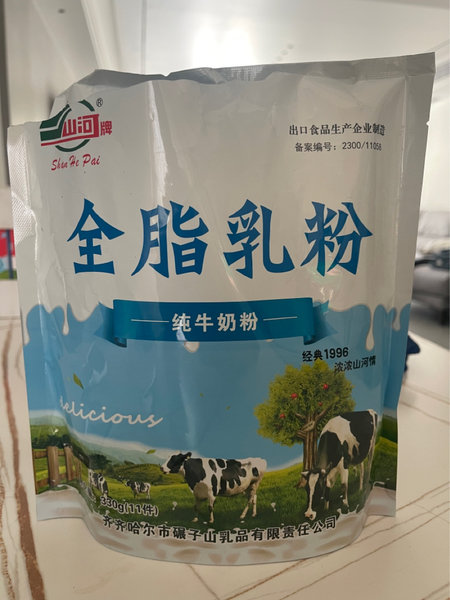 山河牌
®
Shan He Pai
出口食品生产企业制造
备案编号：2300/11056
全脂乳粉
纯牛奶粉
经典1996
浓浓山河情
delicious
330g(11件)
齐齐哈尔市碾子山乳品有限责任公司